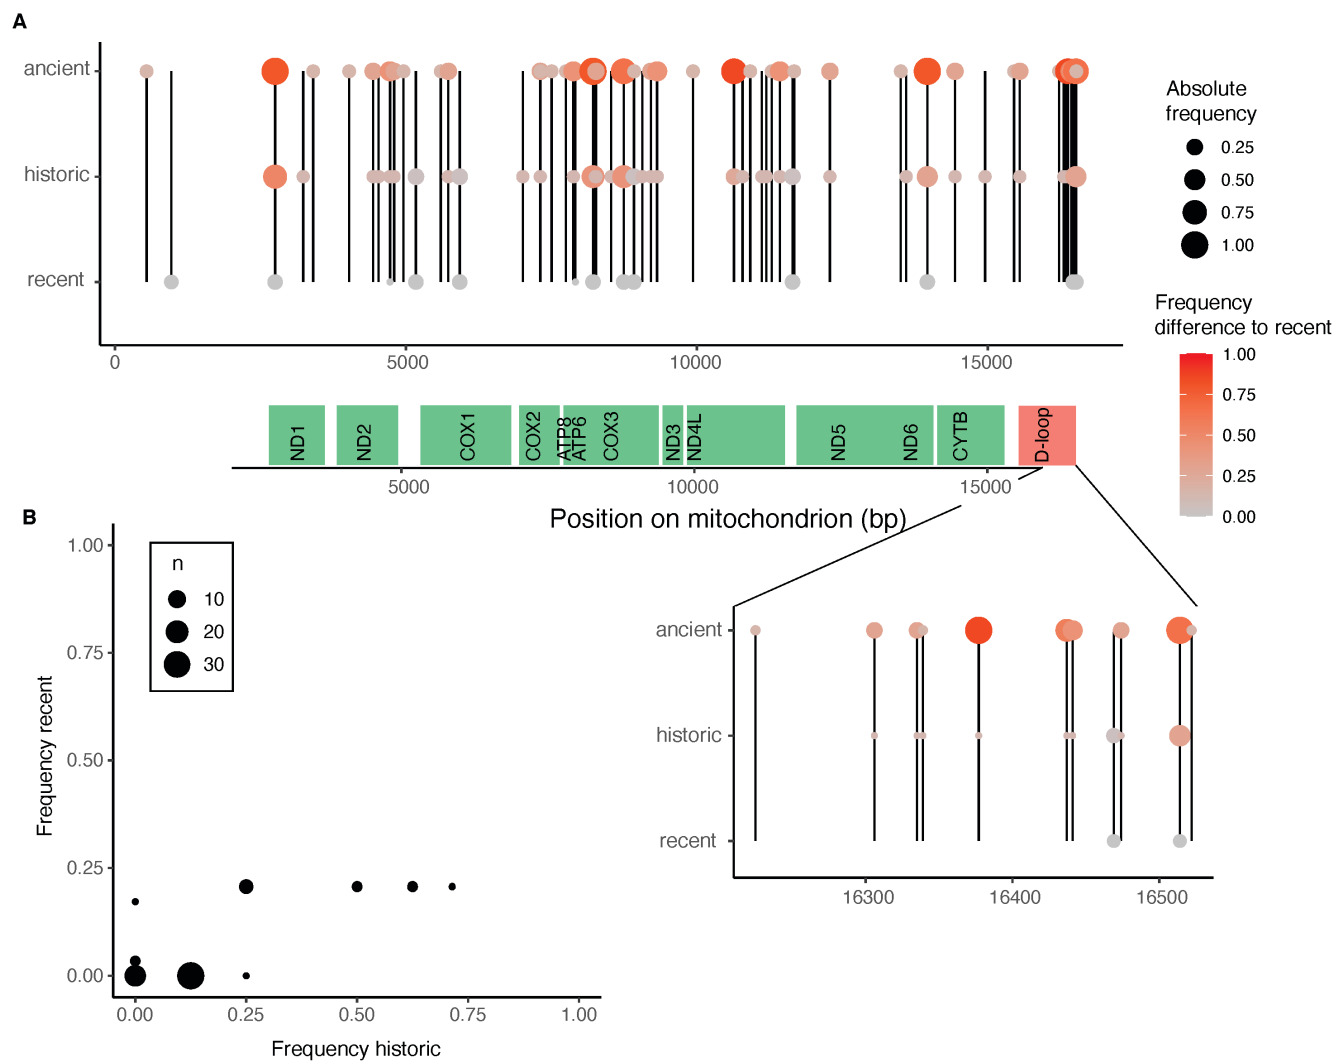 A
ancient
historic
recent
0
5000
10000
15000
Absolute
frequency
0.25
0.50
0.75
1.00
Frequency
difference to recent
1.00
0.75
0.50
0.25
0.00
ND1
ND2
COX1
COX2
ATP8
ATP6
COX3
ND3
ND4L
ND5
ND6
CYTB
D-loop
5000
10000
15000
Position on mitochondrion (bp)
B
n
10
20
30
1.00
0.75
0.50
0.25
0.00
Frequency recent
0.00
0.25
0.50
0.75
1.00
Frequency historic
ancient
historic
recent
16300
16400
16500